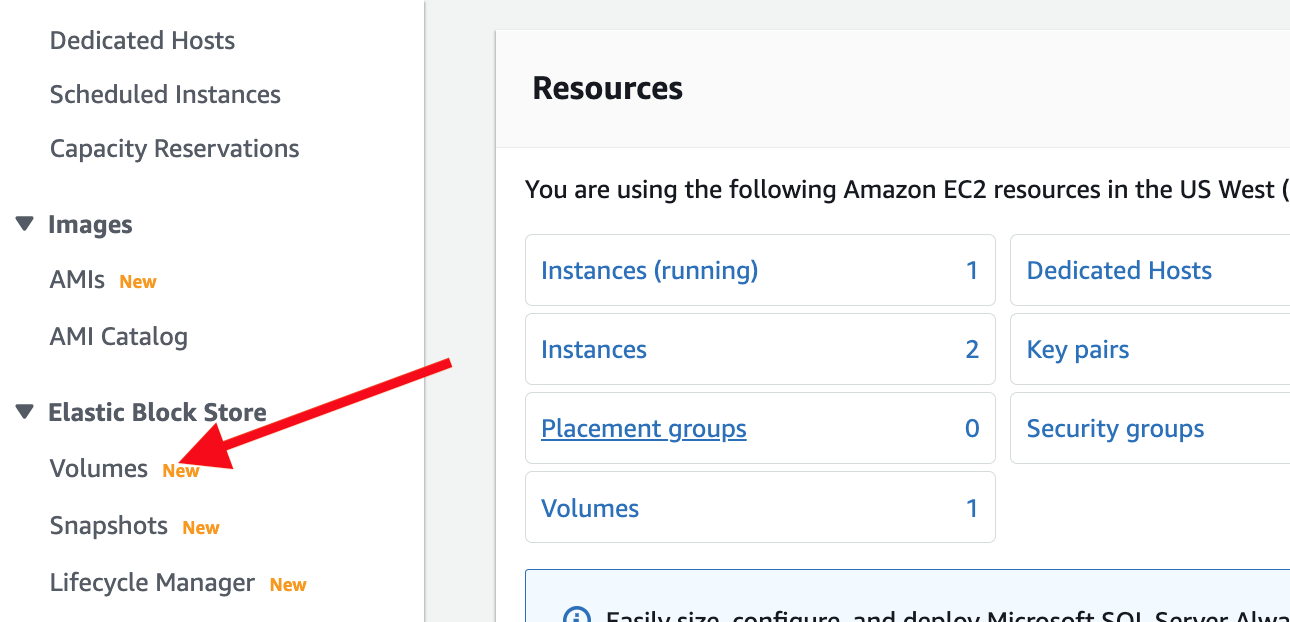 Dedicated Hosts
Scheduled Instances
Capacity Reservations
Images
AMIs New
AMI Catalog
Elastic Block Store
Volumes New
Snapshots New
Lifecycle Manager New
Resources
You are using the following Amazon EC2 resources in the US West (
Instances (running) 1
Dedicated Hosts
Instances 2
Key pairs
Placement groups 0
Security groups
Volumes 1
Easily size, configure, and deploy Microsoft SQL Server Alwa